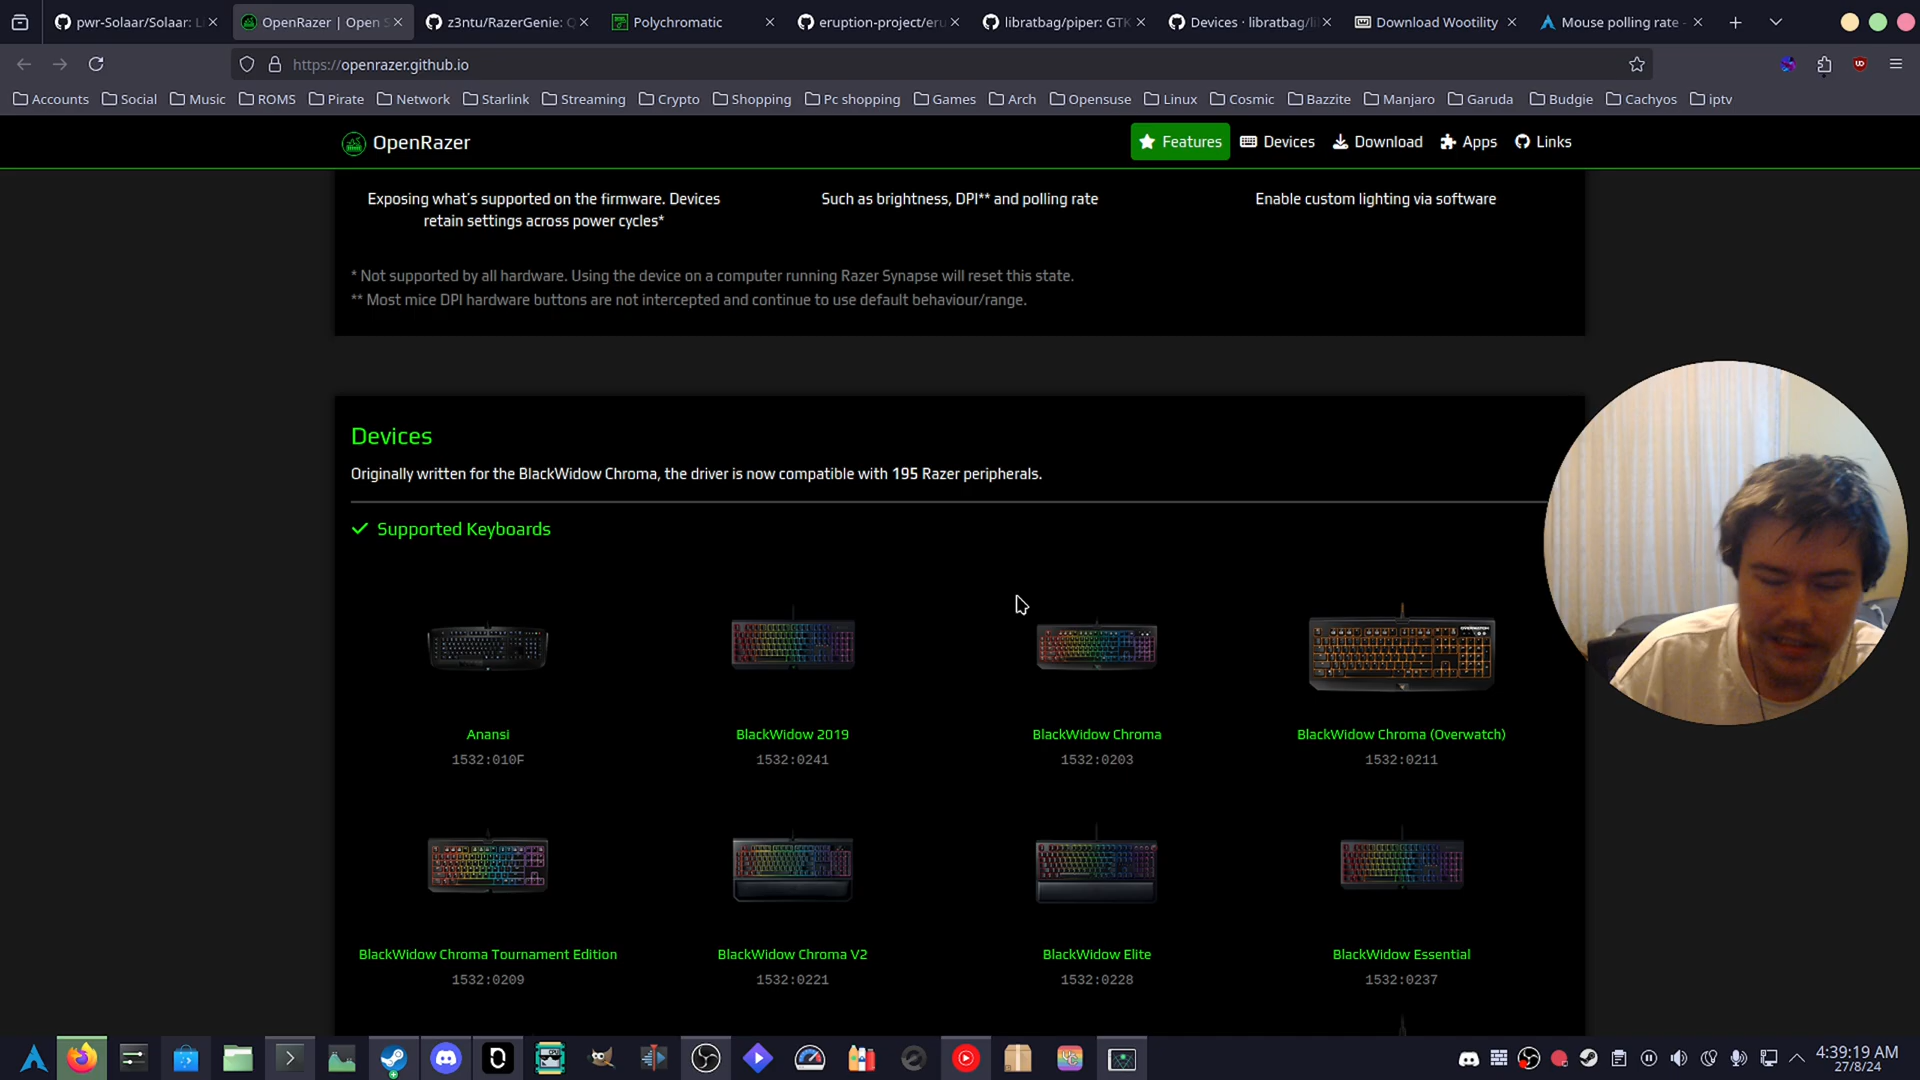 pwr-Solaar/Solaar: Li
OpenRazer | Open S
z3ntu/RazerGenie: Q
Polychromatic
eruption-project/eru
libratbag/piper: GTK
Devices · libratbag/li
Download Wootility
Mouse polling rate -
https://openrazer.github.io
Accounts Social Music ROMS Pirate Network Starlink Streaming Crypto Shopping Pc shopping Games Arch Opensuse Linux Cosmic Bazzite Manjaro Garuda Budgie Cachyos iptv
OpenRazer Features Devices Download Apps Links
Exposing what's supported on the firmware. Devices
retain settings across power cycles*
Such as brightness, DPI** and polling rate
Enable custom lighting via software
* Not supported by all hardware. Using the device on a computer running Razer Synapse will reset this state.
** Most mice DPI hardware buttons are not intercepted and continue to use default behaviour/range.
Devices
Originally written for the BlackWidow Chroma, the driver is now compatible with 195 Razer peripherals.
Supported Keyboards
Anansi BlackWidow 2019 BlackWidow Chroma BlackWidow Chroma (Overwatch)
1532:010F 1532:0241 1532:0203 1532:0211
BlackWidow Chroma Tournament Edition BlackWidow Chroma V2 BlackWidow Elite BlackWidow Essential
1532:0209 1532:0221 1532:0228 1532:0237
4:39:19 AM
27/8/24